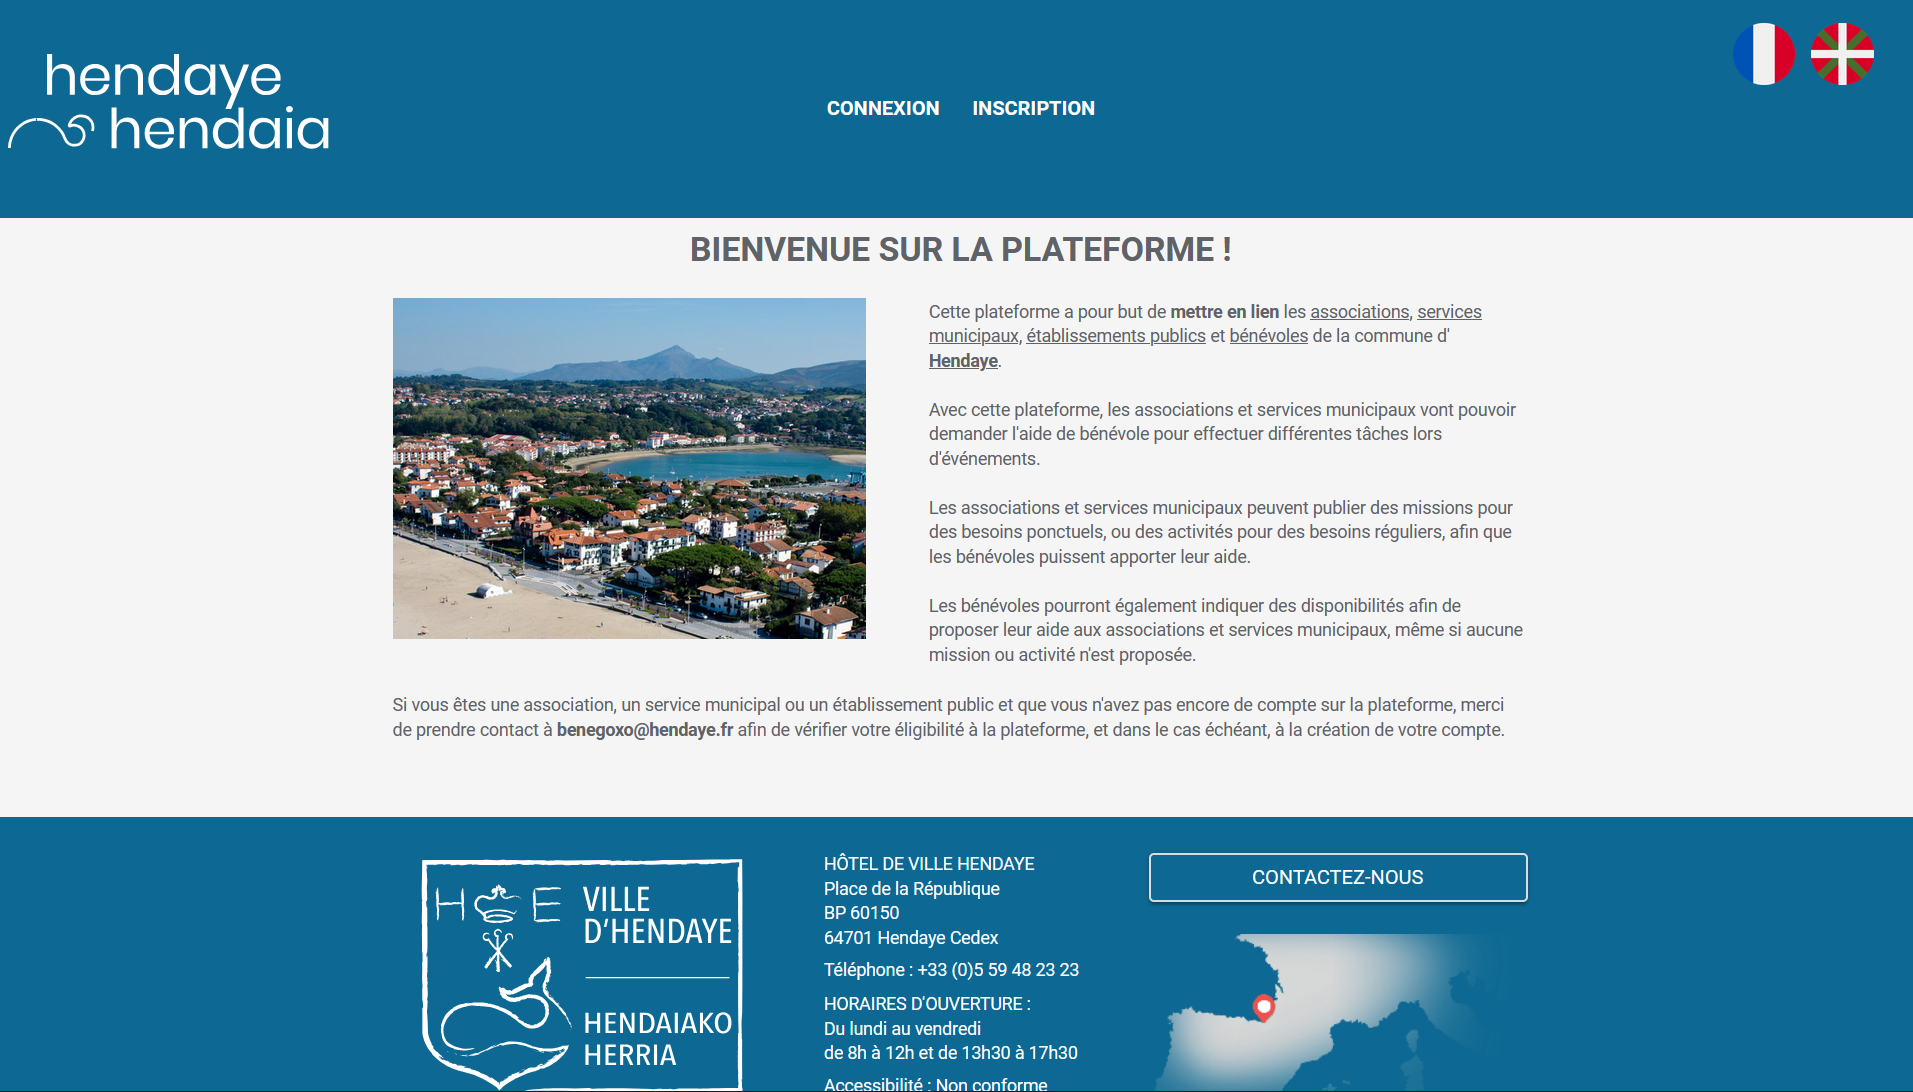 hendaye
hendaia
CONNEXION INSCRIPTION
BIENVENUE SUR LA PLATEFORME !
Cette plateforme a pour but de mettre en lien les associations, services
municipaux, établissements publics et bénévoles de la commune d'
Hendaye.
Avec cette plateforme, les associations et services municipaux vont pouvoir
demander l'aide de bénévole pour effectuer différentes tâches lors
d'événements.
Les associations et services municipaux peuvent publier des missions pour
des besoins ponctuels, ou des activités pour des besoins réguliers, afin que
les bénévoles puissent apporter leur aide.
Les bénévoles pourront également indiquer des disponibilités afin de
proposer leur aide aux associations et services municipaux, même si aucune
mission ou activité n'est proposée.
Si vous êtes une association, un service municipal ou un établissement public et que vous n'avez pas encore de compte sur la plateforme, merci
de prendre contact à benegoxo@hendaye.fr afin de vérifier votre éligibilité à la plateforme, et dans le cas échéant, à la création de votre compte.
H E
VILLE
D'HENDAYE
HENDAIAKO
HERRIA
HÔTEL DE VILLE HENDAYE
Place de la République
BP 60150
64701 Hendaye Cedex
Téléphone : +33 (0)5 59 48 23 23
HORAIRES D'OUVERTURE :
Du lundi au vendredi
de 8h à 12h et de 13h30 à 17h30
Accessibilité : Non conforme
CONTACTEZ-NOUS